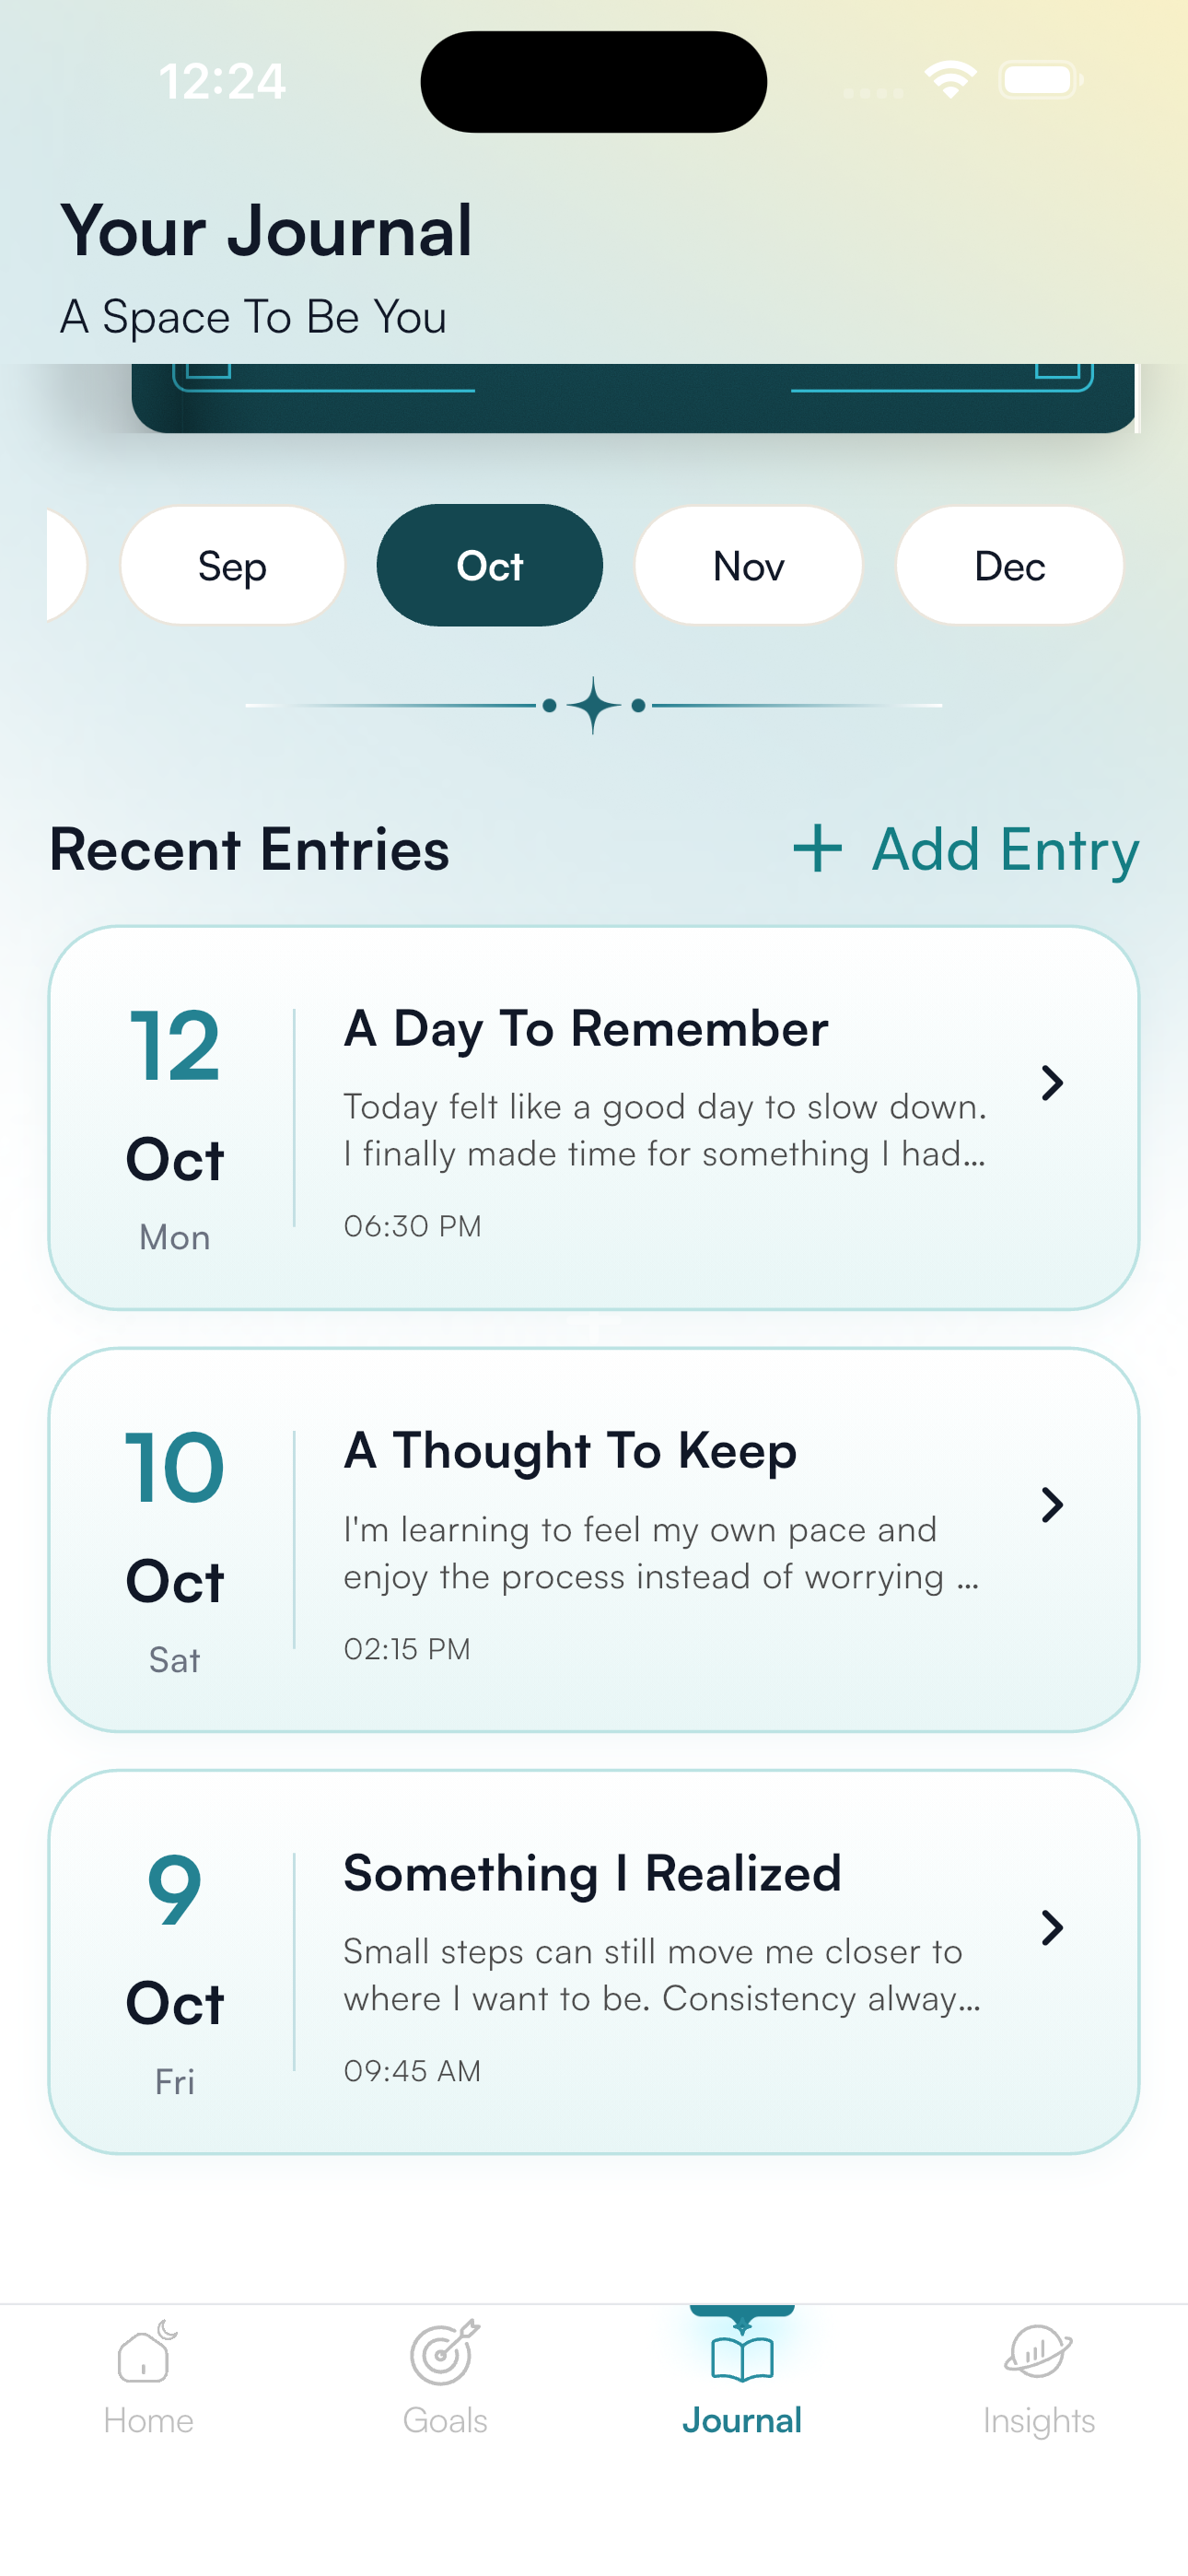 12:24
Your Journal
A Space To Be You
Sep
Oct
Nov
Dec
Recent Entries
+ Add Entry
12
Oct
Mon
A Day To Remember
Today felt like a good day to slow down.
I finally made time for something I had...
06:30 PM
10
Oct
Sat
A Thought To Keep
I'm learning to feel my own pace and
enjoy the process instead of worrying ...
02:15 PM
9
Oct
Fri
Something I Realized
Small steps can still move me closer to
where I want to be. Consistency alway...
09:45 AM
Home
Goals
Journal
Insights